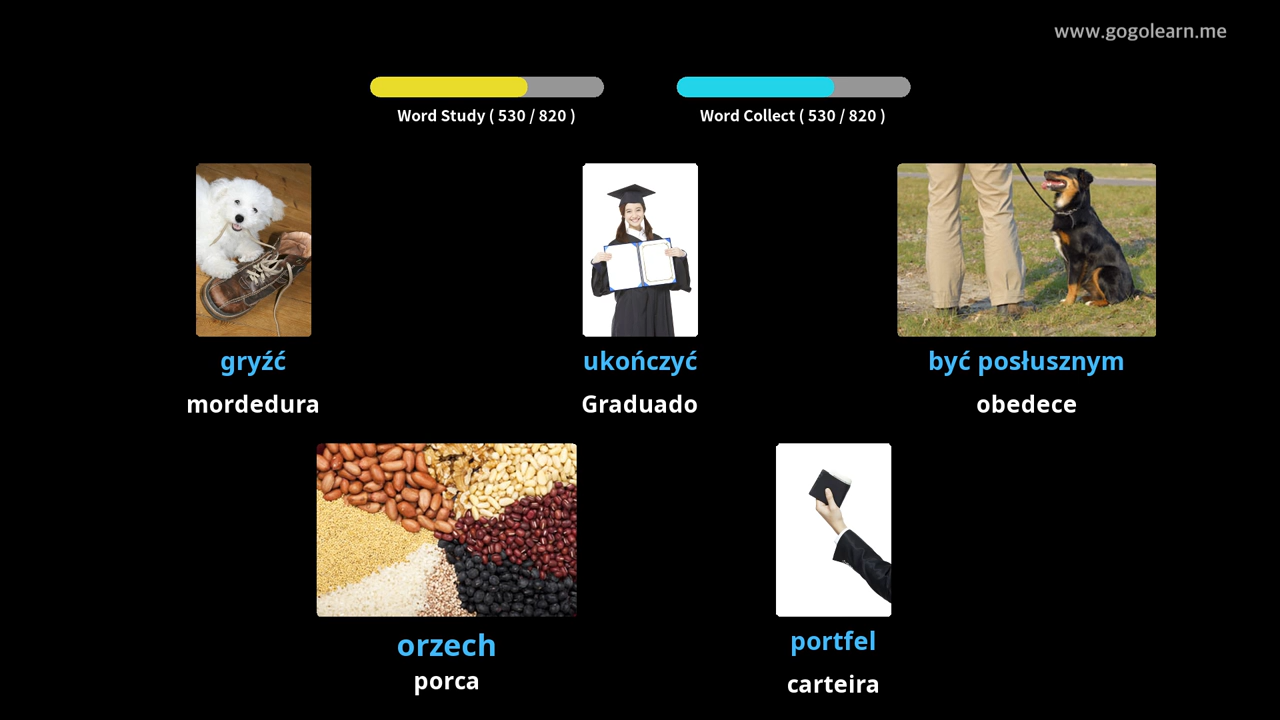 www.gogolearn.me
Word Study ( 530 / 820 )
Word Collect ( 530 / 820 )
gryźć
mordedura
ukończyć
Graduado
być posłusznym
obedece
orzech
porca
portfel
carteira